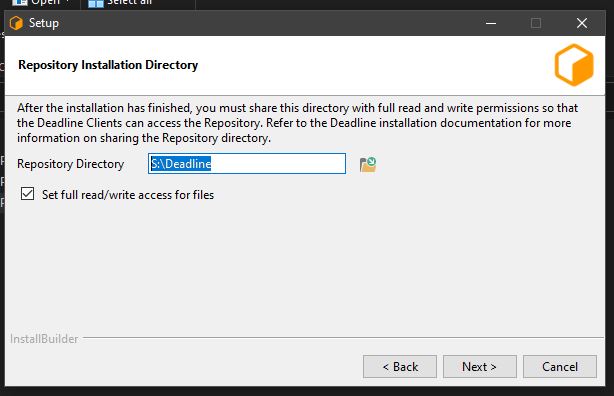 Open
Select all
Setup
Repository Installation Directory
After the installation has finished, you must share this directory with full read and write permissions so that
the Deadline Clients can access the Repository. Refer to the Deadline installation documentation for more
information on sharing the Repository directory.
Repository Directory S:\Deadline
Set full read/write access for files
InstallBuilder
< Back Next > Cancel